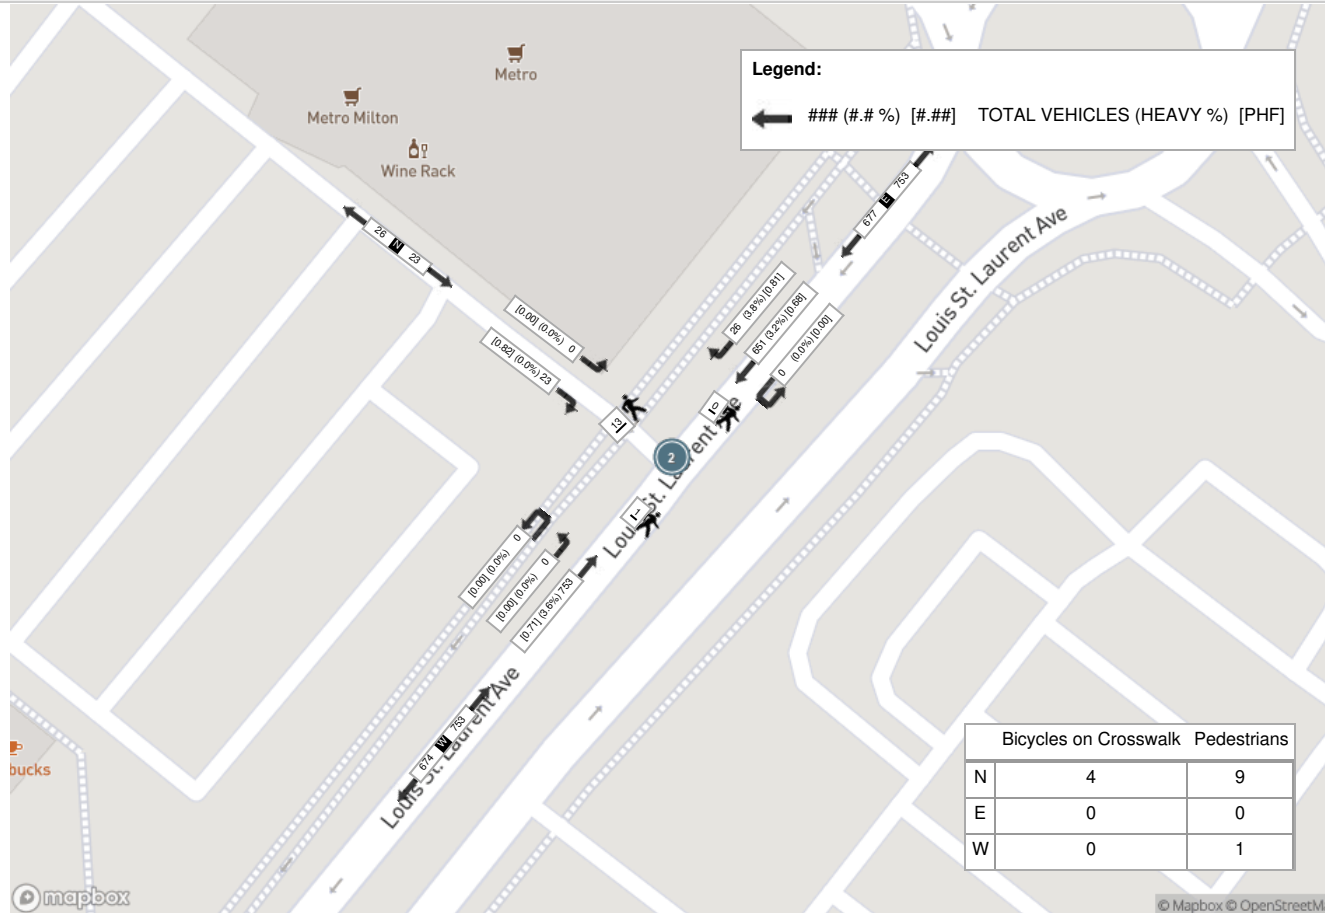 Metro
Metro Milton
Wine Rack
Legend:
### (#.# %) [#.##] TOTAL VEHICLES (HEAVY %) [PHF]
753
E
677
Louis St. Laurent Ave
26
N
23
[0.00] (0.0%) 0
[0.82] (0.0%) 23
26 (3.8%) [0.81]
651 (3.2%) [0.68]
0 (0.0%) [0.00]
13
0
2
1
Louis St. Laurent Ave
[0.00] (0.0%) 0
[0.00] (0.0%) 0
[0.71] (3.6%) 753
674 W 753
Louis St. Laurent Ave
bucks
Bicycles on Crosswalk Pedestrians
N 4 9
E 0 0
W 0 1
mapbox
© Mapbox © OpenStreetM